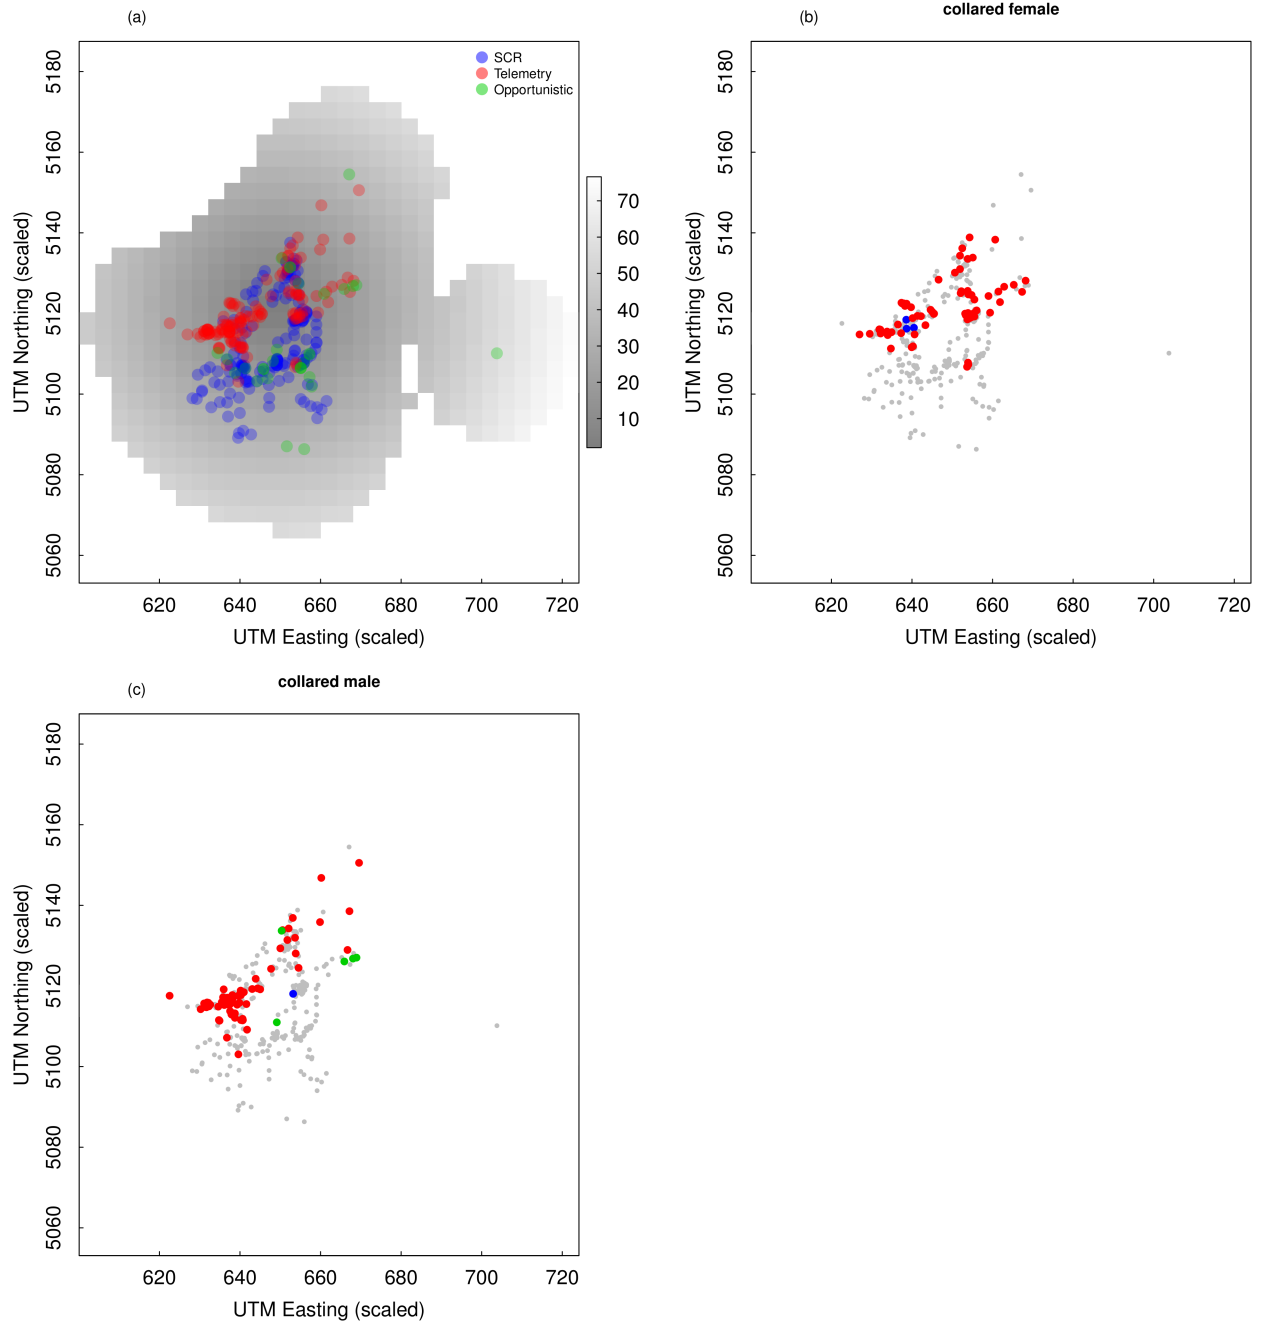 (a)
SCR
Telemetry
Opportunistic
5180
5160
5140
5120
5100
5080
5060
UTM Northing (scaled)
620 640 660 680 700 720
UTM Easting (scaled)
70
60
50
40
30
20
10
(b)
collared female
5180
5160
5140
5120
5100
5080
5060
UTM Northing (scaled)
620 640 660 680 700 720
UTM Easting (scaled)
(c)
collared male
5180
5160
5140
5120
5100
5080
5060
UTM Northing (scaled)
620 640 660 680 700 720
UTM Easting (scaled)